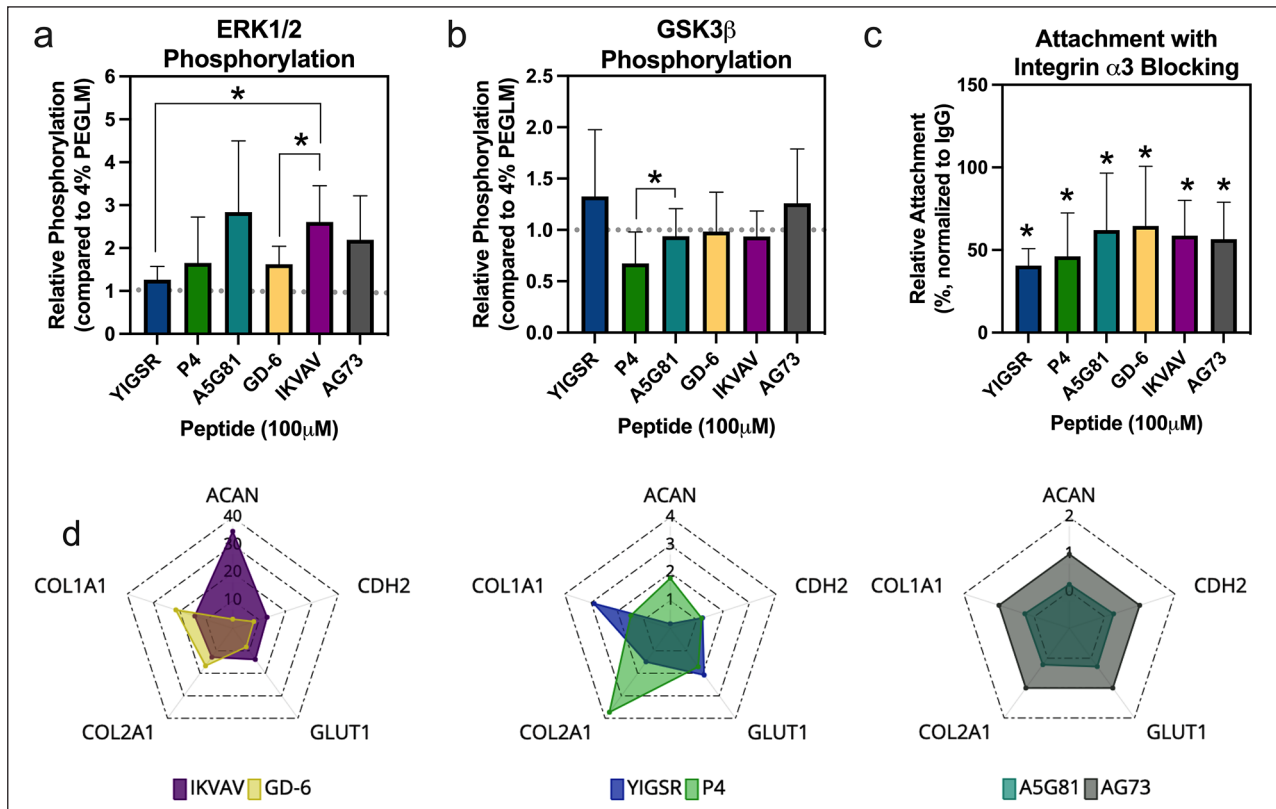 a
ERK1/2
Phosphorylation
Relative Phosphorylation
(compared to 4% PEGLM)
6
5
4
3
2
1
0
*
*
YIGSR
P4
A5G81
GD-6
IKVAV
AG73
Peptide (100μM)
b
GSK3β
Phosphorylation
Relative Phosphorylation
(compared to 4% PEGLM)
2.5
2.0
1.5
1.0
0.5
0.0
*
YIGSR
P4
A5G81
GD-6
IKVAV
AG73
Peptide (100μM)
c
Attachment with
Integrin α3 Blocking
Relative Attachment
(%, normalized to IgG)
150
100
50
0
* * * * * *
YIGSR
P4
A5G81
GD-6
IKVAV
AG73
Peptide (100μM)
d
ACAN
40
30
20
10
COL1A1
CDH2
COL2A1
GLUT1
IKVAV GD-6
ACAN
4
3
2
1
COL1A1
CDH2
COL2A1
GLUT1
YIGSR P4
ACAN
2
1
0
COL1A1
CDH2
COL2A1
GLUT1
A5G81 AG73